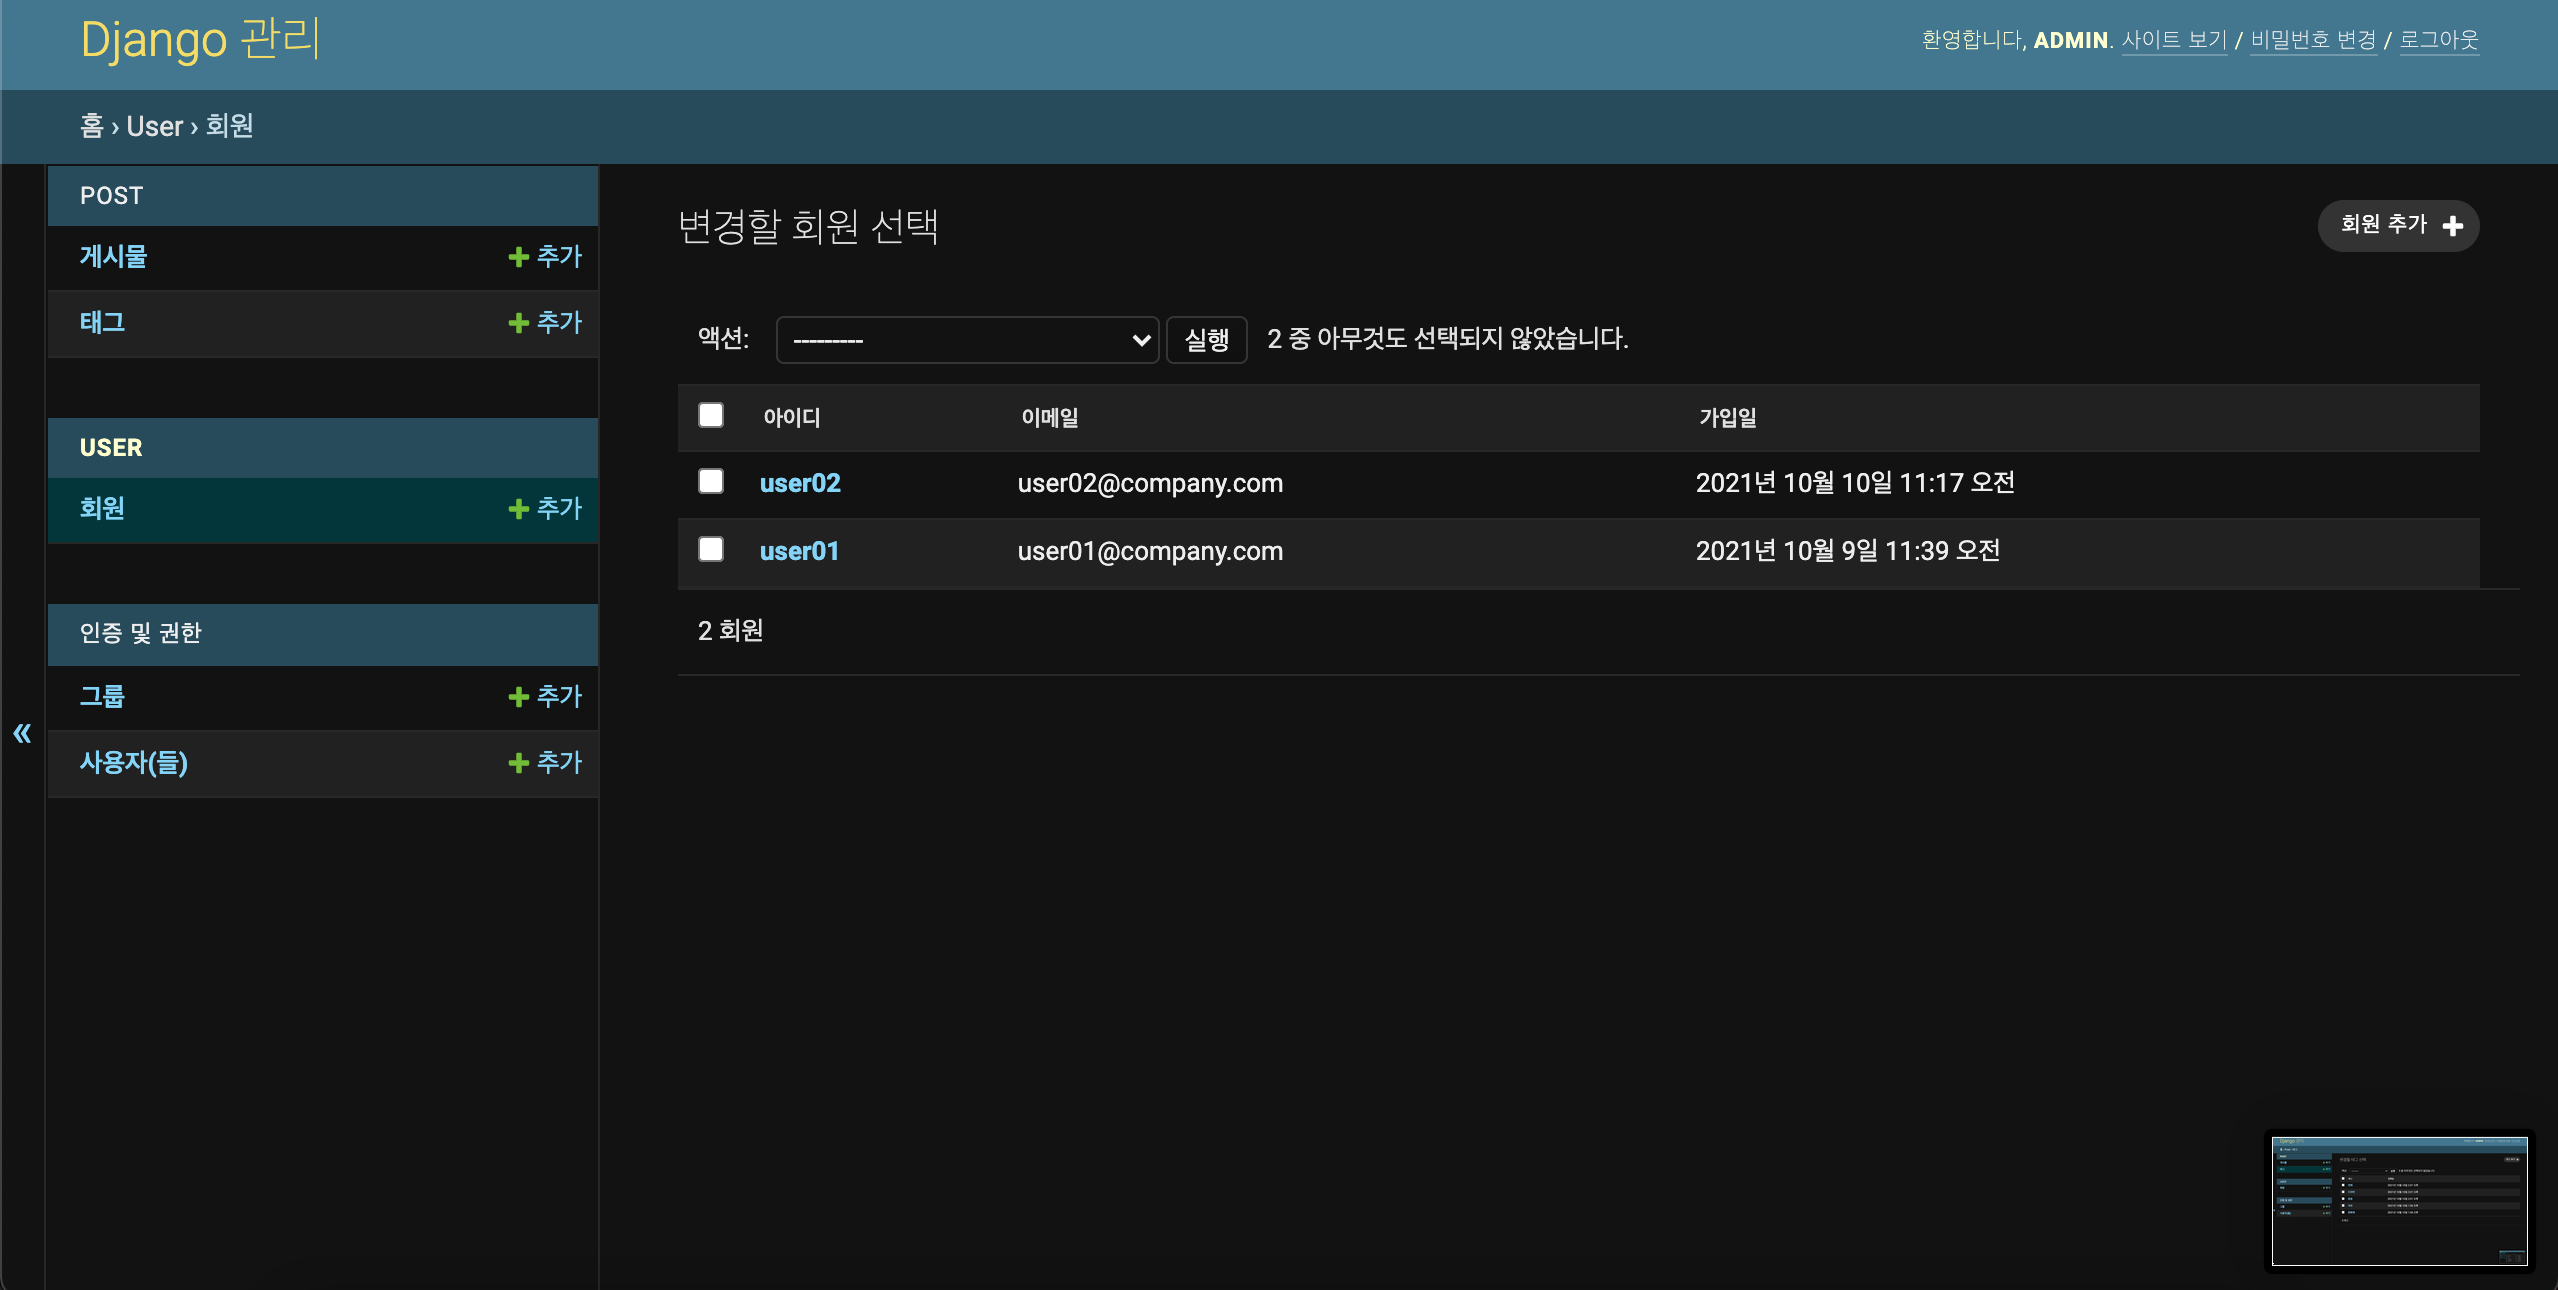 Django 관리
환영합니다, ADMIN. 사이트 보기 / 비밀번호 변경 / 로그아웃
홈 › User › 회원
POST
게시물 추가
태그 추가
USER
회원 추가
인증 및 권한
그룹 추가
사용자(들) 추가
«
변경할 회원 선택
회원 추가
액션: --------- 실행 2 중 아무것도 선택되지 않았습니다.
아이디 이메일 가입일
user02 user02@company.com 2021년 10월 10일 11:17 오전
user01 user01@company.com 2021년 10월 9일 11:39 오전
2 회원